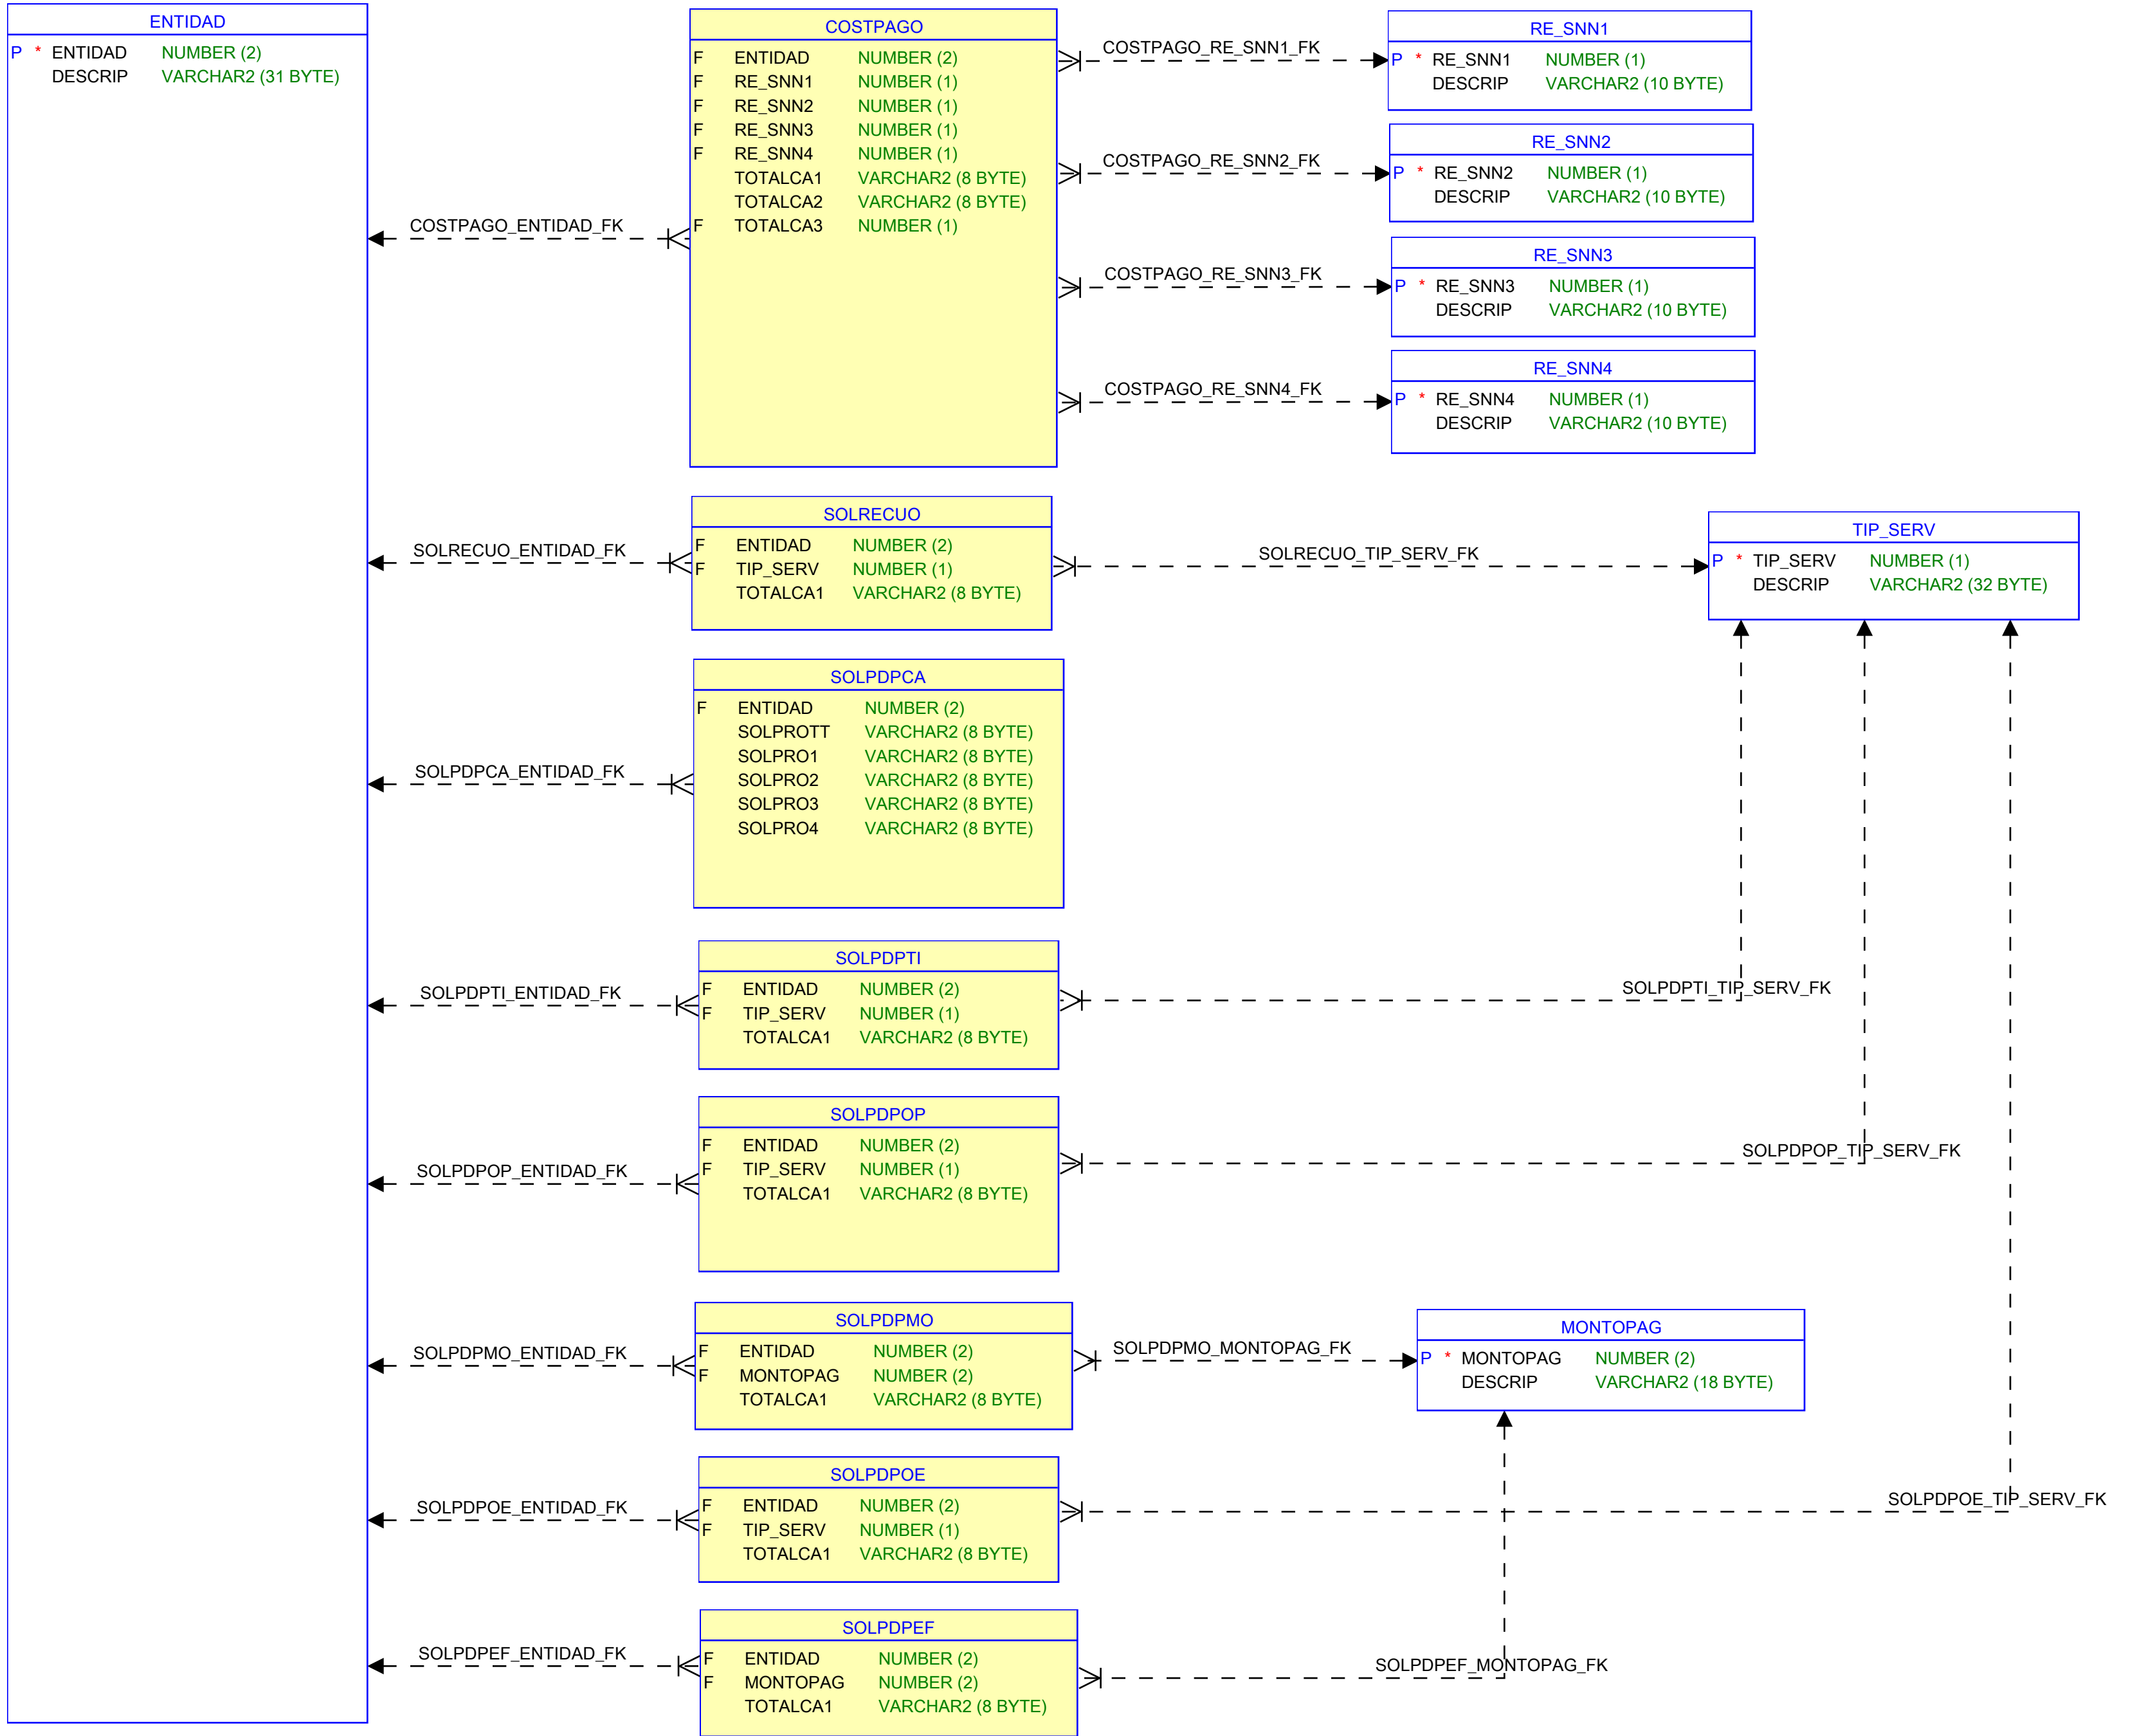 ENTIDAD
P * ENTIDAD NUMBER (2)
DESCRIP VARCHAR2 (31 BYTE)
COSTPAGO_ENTIDAD_FK
SOLRECUO_ENTIDAD_FK
SOLPDPCA_ENTIDAD_FK
SOLPDPTI_ENTIDAD_FK
SOLPDPOP_ENTIDAD_FK
SOLPDPMO_ENTIDAD_FK
SOLPDPOE_ENTIDAD_FK
SOLPDPEF_ENTIDAD_FK
COSTPAGO
F ENTIDAD NUMBER (2)
F RE_SNN1 NUMBER (1)
F RE_SNN2 NUMBER (1)
F RE_SNN3 NUMBER (1)
F RE_SNN4 NUMBER (1)
TOTALCA1 VARCHAR2 (8 BYTE)
TOTALCA2 VARCHAR2 (8 BYTE)
F TOTALCA3 NUMBER (1)
COSTPAGO_RE_SNN1_FK
COSTPAGO_RE_SNN2_FK
COSTPAGO_RE_SNN3_FK
COSTPAGO_RE_SNN4_FK
RE_SNN1
P * RE_SNN1 NUMBER (1)
DESCRIP VARCHAR2 (10 BYTE)
RE_SNN2
P * RE_SNN2 NUMBER (1)
DESCRIP VARCHAR2 (10 BYTE)
RE_SNN3
P * RE_SNN3 NUMBER (1)
DESCRIP VARCHAR2 (10 BYTE)
RE_SNN4
P * RE_SNN4 NUMBER (1)
DESCRIP VARCHAR2 (10 BYTE)
SOLRECUO
F ENTIDAD NUMBER (2)
F TIP_SERV NUMBER (1)
TOTALCA1 VARCHAR2 (8 BYTE)
SOLRECUO_TIP_SERV_FK
TIP_SERV
P * TIP_SERV NUMBER (1)
DESCRIP VARCHAR2 (32 BYTE)
SOLPDPCA
F ENTIDAD NUMBER (2)
SOLPROTT VARCHAR2 (8 BYTE)
SOLPRO1 VARCHAR2 (8 BYTE)
SOLPRO2 VARCHAR2 (8 BYTE)
SOLPRO3 VARCHAR2 (8 BYTE)
SOLPRO4 VARCHAR2 (8 BYTE)
SOLPDPTI
F ENTIDAD NUMBER (2)
F TIP_SERV NUMBER (1)
TOTALCA1 VARCHAR2 (8 BYTE)
SOLPDPTI_TIP_SERV_FK
SOLPDPOP
F ENTIDAD NUMBER (2)
F TIP_SERV NUMBER (1)
TOTALCA1 VARCHAR2 (8 BYTE)
SOLPDPOP_TIP_SERV_FK
SOLPDPMO
F ENTIDAD NUMBER (2)
F MONTOPAG NUMBER (2)
TOTALCA1 VARCHAR2 (8 BYTE)
SOLPDPMO_MONTOPAG_FK
MONTOPAG
P * MONTOPAG NUMBER (2)
DESCRIP VARCHAR2 (18 BYTE)
SOLPDPOE
F ENTIDAD NUMBER (2)
F TIP_SERV NUMBER (1)
TOTALCA1 VARCHAR2 (8 BYTE)
SOLPDPOE_TIP_SERV_FK
SOLPDPEF
F ENTIDAD NUMBER (2)
F MONTOPAG NUMBER (2)
TOTALCA1 VARCHAR2 (8 BYTE)
SOLPDPEF_MONTOPAG_FK